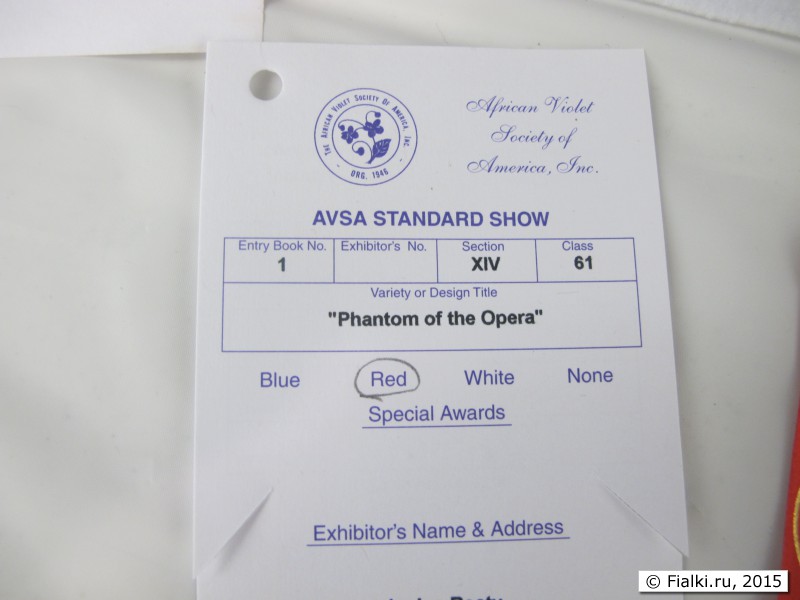 THE AFRICAN VIOLET SOCIETY OF AMERICA, INC.
ORG. 1946
African Violet
Society of
America, Inc.
AVSA STANDARD SHOW
Entry Book No. Exhibitor's No. Section Class
1 XIV 61
Variety or Design Title
"Phantom of the Opera"
Blue Red White None
Special Awards
Exhibitor's Name & Address
© Fialki.ru, 2015